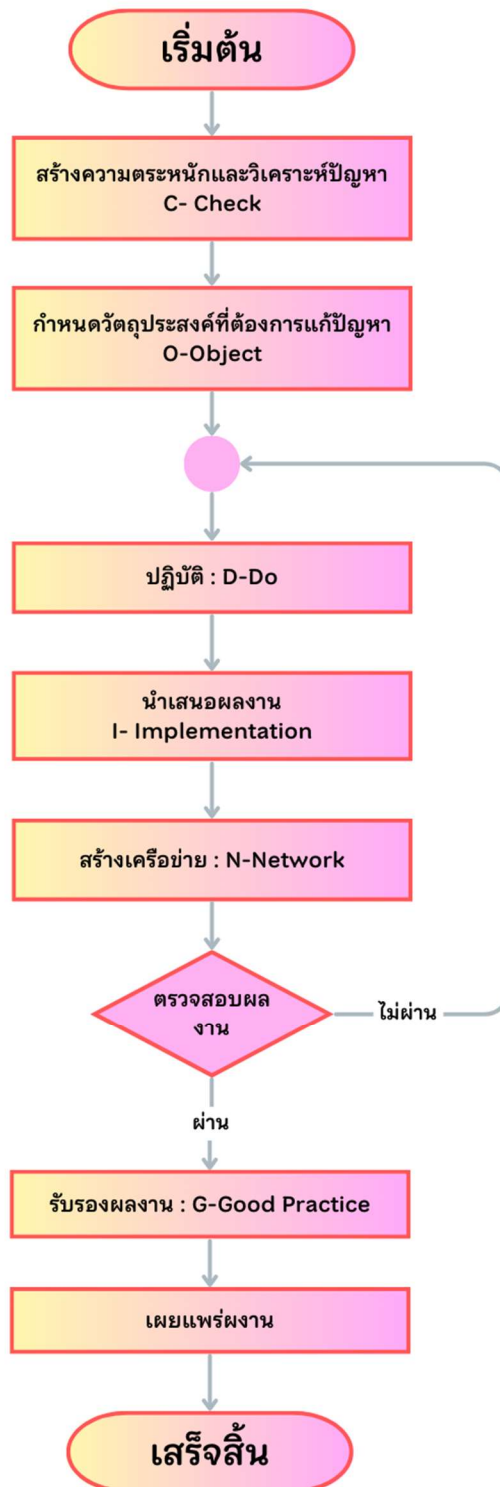 เริ่มต้น
สร้างความตระหนักและวิเคราะห์ปัญหา
C- Check
กำหนดวัตถุประสงค์ที่ต้องการแก้ปัญหา
O-Object
ปฏิบัติ : D-Do
นำเสนอผลงาน
I- Implementation
สร้างเครือข่าย : N-Network
ตรวจสอบผล
งาน
ไม่ผ่าน
ผ่าน
รับรองผลงาน : G-Good Practice
เผยแพร่ผงาน
เสร็จสิ้น